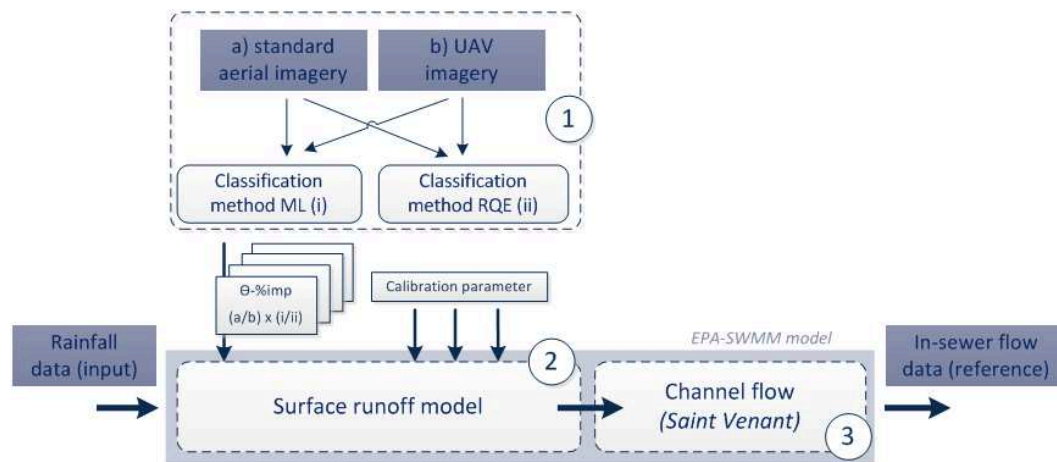 a) standard
aerial imagery
b) UAV
imagery
1
Classification
method ML (i)
Classification
method RQE (ii)
Θ-%imp
(a/b) x (i/ii)
Calibration parameter
Rainfall
data (input)
EPA-SWMM model
In-sewer flow
data (reference)
2
Surface runoff model
Channel flow
(Saint Venant)
3